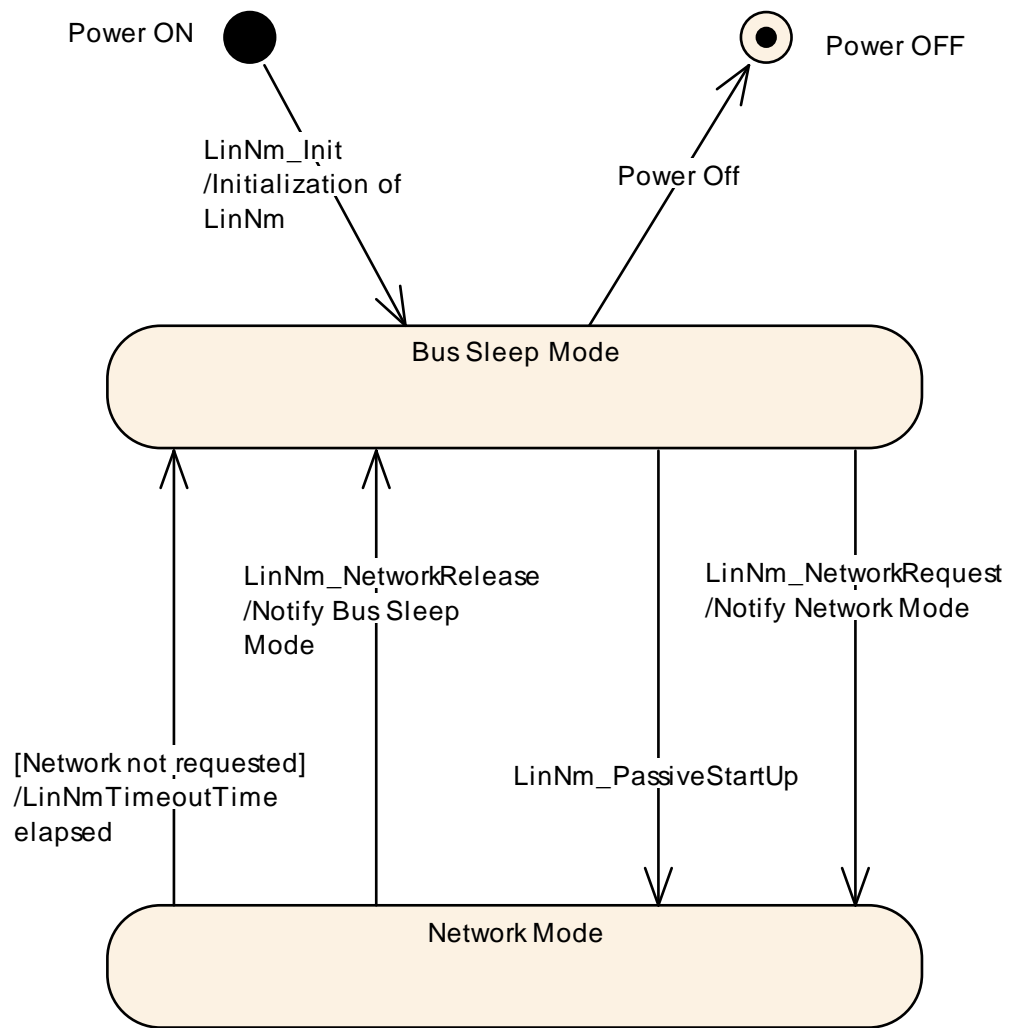 Power ON
Power OFF
LinNm_Init
/Initialization of
LinNm
Power Off
Bus Sleep Mode
LinNm_NetworkRelease
/Notify Bus Sleep
Mode
LinNm_NetworkRequest
/Notify Network Mode
[Network not requested]
/LinNmTimeoutTime
elapsed
LinNm_PassiveStartUp
Network Mode